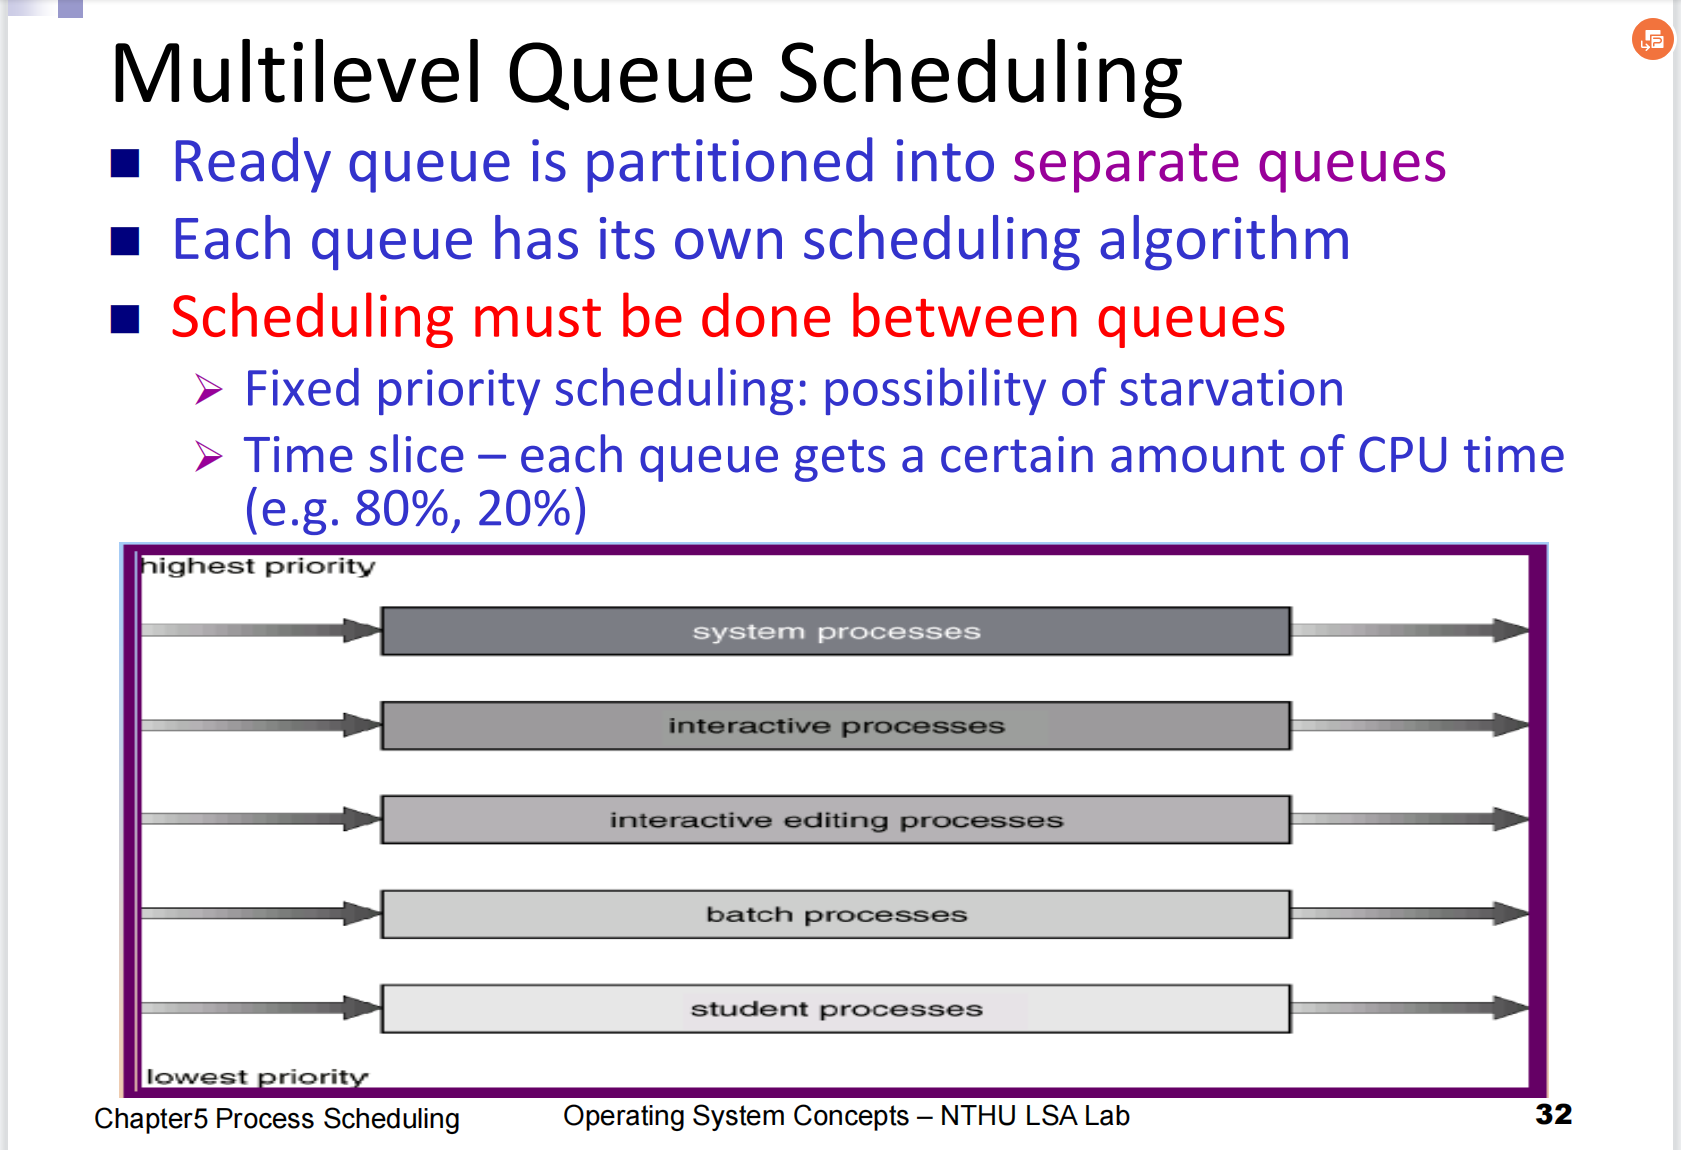 Multilevel Queue Scheduling
Ready queue is partitioned into separate queues
Each queue has its own scheduling algorithm
Scheduling must be done between queues
Fixed priority scheduling: possibility of starvation
Time slice – each queue gets a certain amount of CPU time
(e.g. 80%, 20%)
highest priority
system processes
interactive processes
interactive editing processes
batch processes
student processes
lowest priority
Chapter5 Process Scheduling
Operating System Concepts – NTHU LSA Lab
32